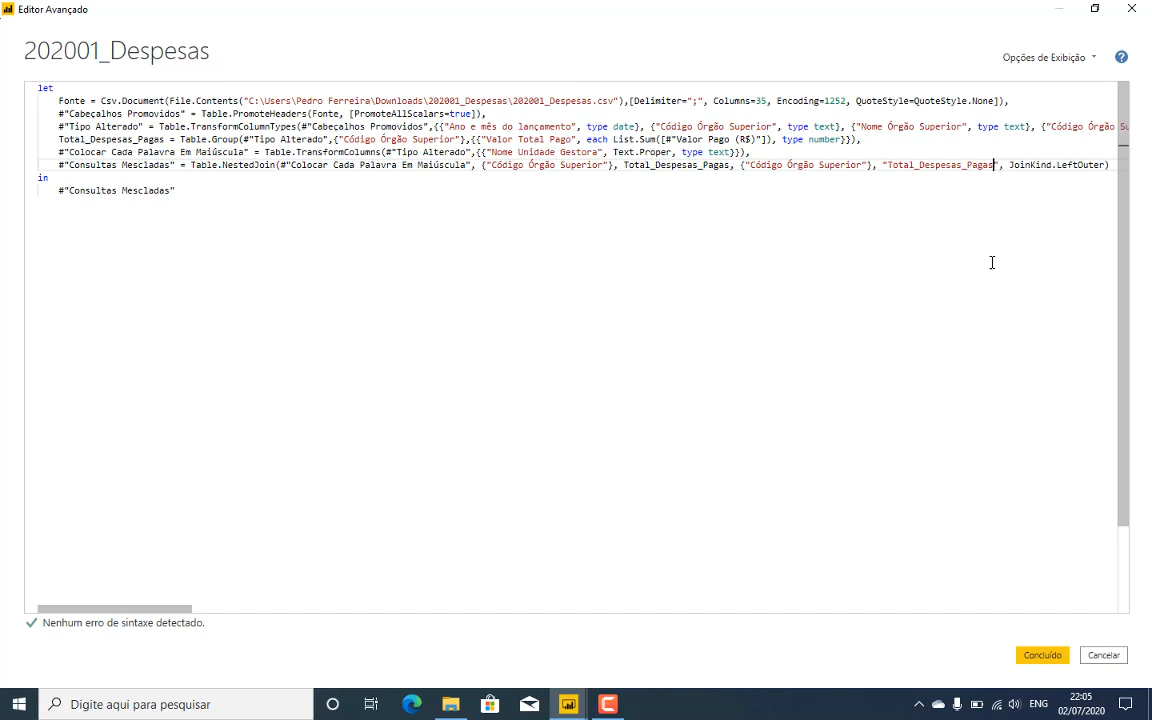 Editor Avançado
202001_Despesas
Opções de Exibição
?
let
Fonte = Csv.Document(File.Contents("C:\Users\Pedro Ferreira\Downloads\202001_Despesas\202001_Despesas.csv"),[Delimiter=";", Columns=35, Encoding=1252, QuoteStyle=QuoteStyle.None]),
#"Cabeçalhos Promovidos" = Table.PromoteHeaders(Fonte, [PromoteAllScalars=true]),
#"Tipo Alterado" = Table.TransformColumnTypes(#"Cabeçalhos Promovidos",{{"Ano e mês do lançamento", type date}, {"Código Órgão Superior", type text}, {"Nome Órgão Superior", type text}, {"Código Órgão Su
Total_Despesas_Pagas = Table.Group(#"Tipo Alterado",{"Código Órgão Superior"},{{"Valor Total Pago", each List.Sum([#"Valor Pago (R$)"]), type number}}),
#"Colocar Cada Palavra Em Maiúscula" = Table.TransformColumns(#"Tipo Alterado",{{"Nome Unidade Gestora", Text.Proper, type text}}),
#"Consultas Mescladas" = Table.NestedJoin(#"Colocar Cada Palavra Em Maiúscula", {"Código Órgão Superior"}, Total_Despesas_Pagas, {"Código Órgão Superior"}, "Total_Despesas_Pagas", JoinKind.LeftOuter)
in
#"Consultas Mescladas"
Nenhum erro de sintaxe detectado.
Concluído
Cancelar
Digite aqui para pesquisar
ENG
22:05
02/07/2020